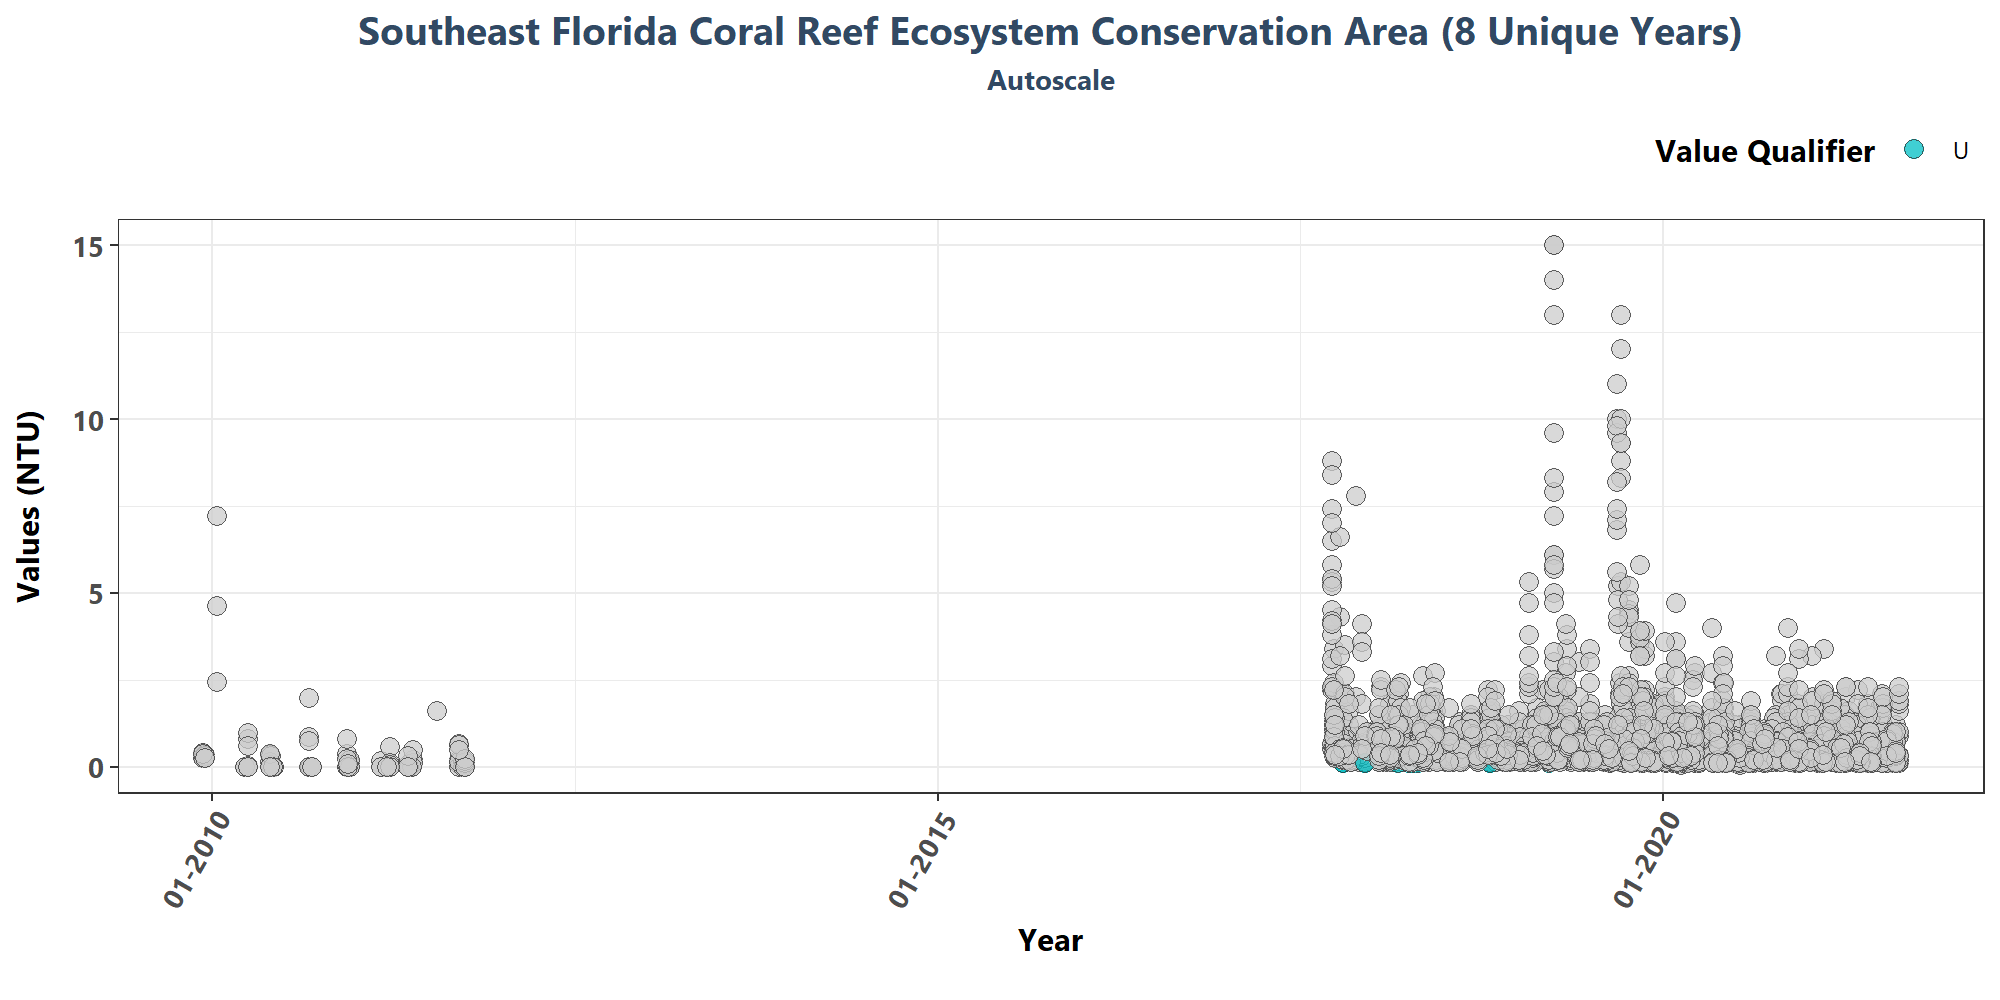 Southeast Florida Coral Reef Ecosystem Conservation Area (8 Unique Years)
Autoscale
Value Qualifier U
15
10
5
0
Values (NTU)
01-2010
01-2015
01-2020
Year